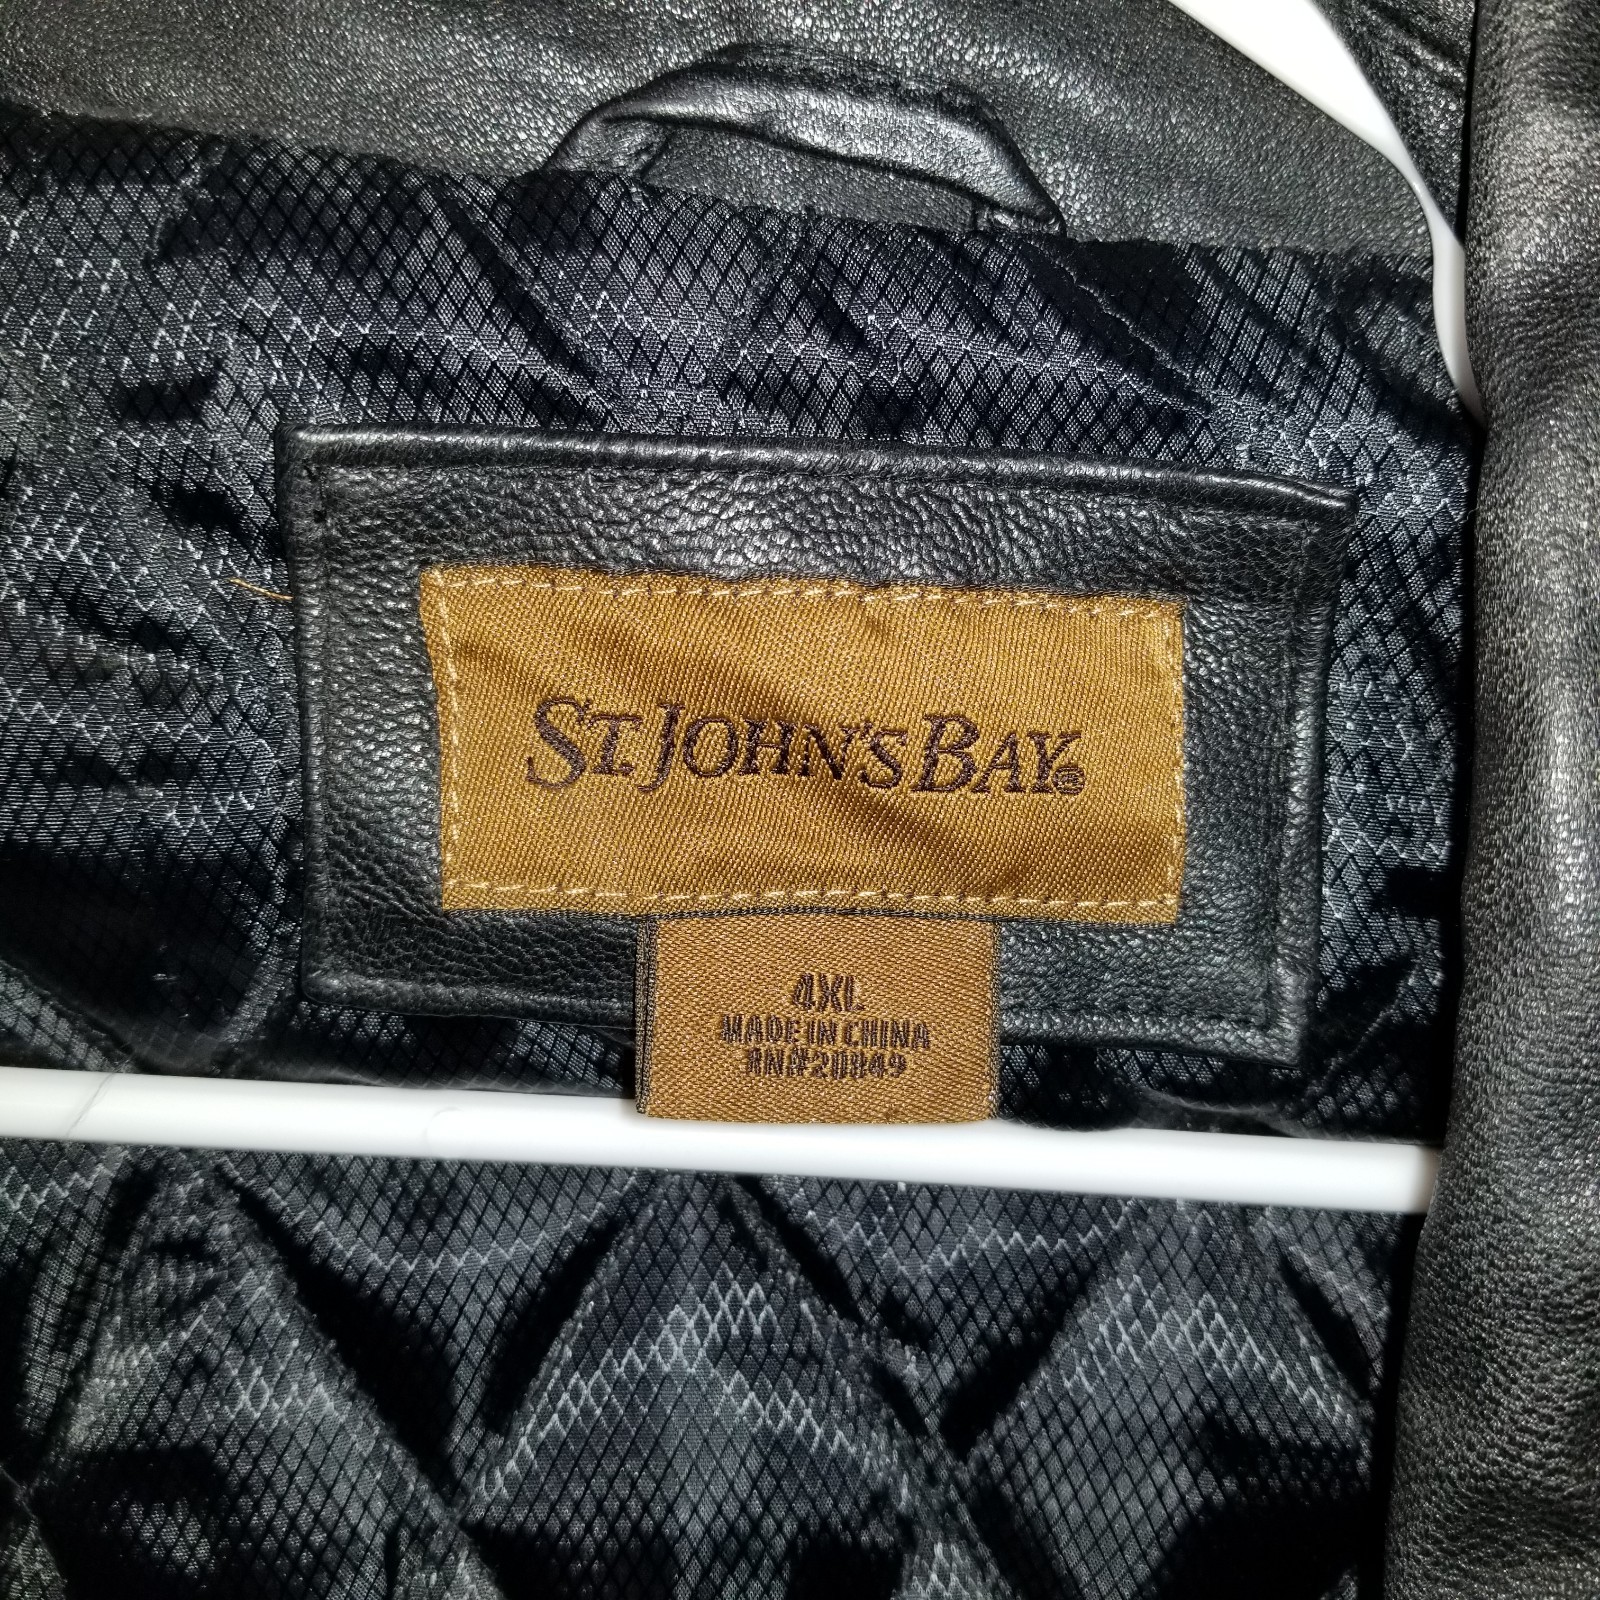 ST. JOHN'S BAY®
4XL
MADE IN CHINA
RN#20849